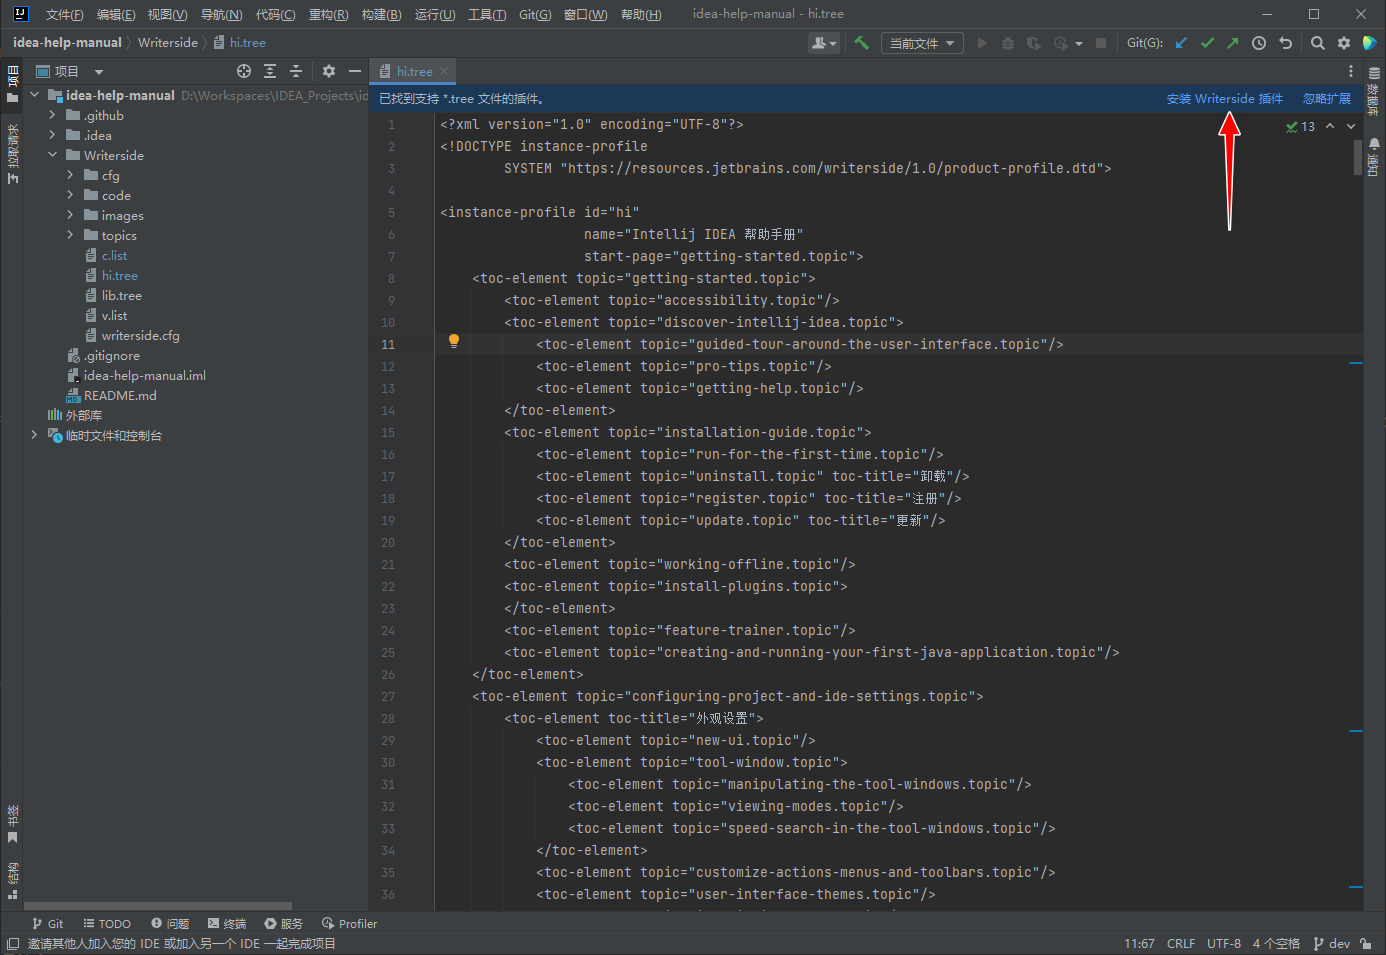 文件(F) 编辑(E) 视图(V) 导航(N) 代码(C) 重构(R) 构建(B) 运行(U) 工具(T) Git(G) 窗口(W) 帮助(H) idea-help-manual - hi.tree
idea-help-manual Writerside hi.tree
当前文件 Git(G):
项目
拉取请求
书签
结构
数据库
通知
项目
idea-help-manual D:\Workspaces\IDEA_Projects\id
.github
.idea
Writerside
cfg
code
images
topics
c.list
hi.tree
lib.tree
v.list
writerside.cfg
.gitignore
idea-help-manual.iml
README.md
外部库
临时文件和控制台
hi.tree
已找到支持 *.tree 文件的插件。 安装 Writerside 插件 忽略扩展
13
1 <?xml version="1.0" encoding="UTF-8"?>
2 <!DOCTYPE instance-profile
3 SYSTEM "https://resources.jetbrains.com/writerside/1.0/product-profile.dtd">
4
5 <instance-profile id="hi"
6 name="Intellij IDEA 帮助手册"
7 start-page="getting-started.topic">
8 <toc-element topic="getting-started.topic">
9 <toc-element topic="accessibility.topic"/>
10 <toc-element topic="discover-intellij-idea.topic">
11 <toc-element topic="guided-tour-around-the-user-interface.topic"/>
12 <toc-element topic="pro-tips.topic"/>
13 <toc-element topic="getting-help.topic"/>
14 </toc-element>
15 <toc-element topic="installation-guide.topic">
16 <toc-element topic="run-for-the-first-time.topic"/>
17 <toc-element topic="uninstall.topic" toc-title="卸载"/>
18 <toc-element topic="register.topic" toc-title="注册"/>
19 <toc-element topic="update.topic" toc-title="更新"/>
20 </toc-element>
21 <toc-element topic="working-offline.topic"/>
22 <toc-element topic="install-plugins.topic">
23 </toc-element>
24 <toc-element topic="feature-trainer.topic"/>
25 <toc-element topic="creating-and-running-your-first-java-application.topic"/>
26 </toc-element>
27 <toc-element topic="configuring-project-and-ide-settings.topic">
28 <toc-element toc-title="外观设置">
29 <toc-element topic="new-ui.topic"/>
30 <toc-element topic="tool-window.topic">
31 <toc-element topic="manipulating-the-tool-windows.topic"/>
32 <toc-element topic="viewing-modes.topic"/>
33 <toc-element topic="speed-search-in-the-tool-windows.topic"/>
34 </toc-element>
35 <toc-element topic="customize-actions-menus-and-toolbars.topic"/>
36 <toc-element topic="user-interface-themes.topic"/>
Git TODO 问题 终端 服务 Profiler
邀请其他人加入您的 IDE 或加入另一个 IDE 一起完成项目 11:67 CRLF UTF-8 4 个空格 dev